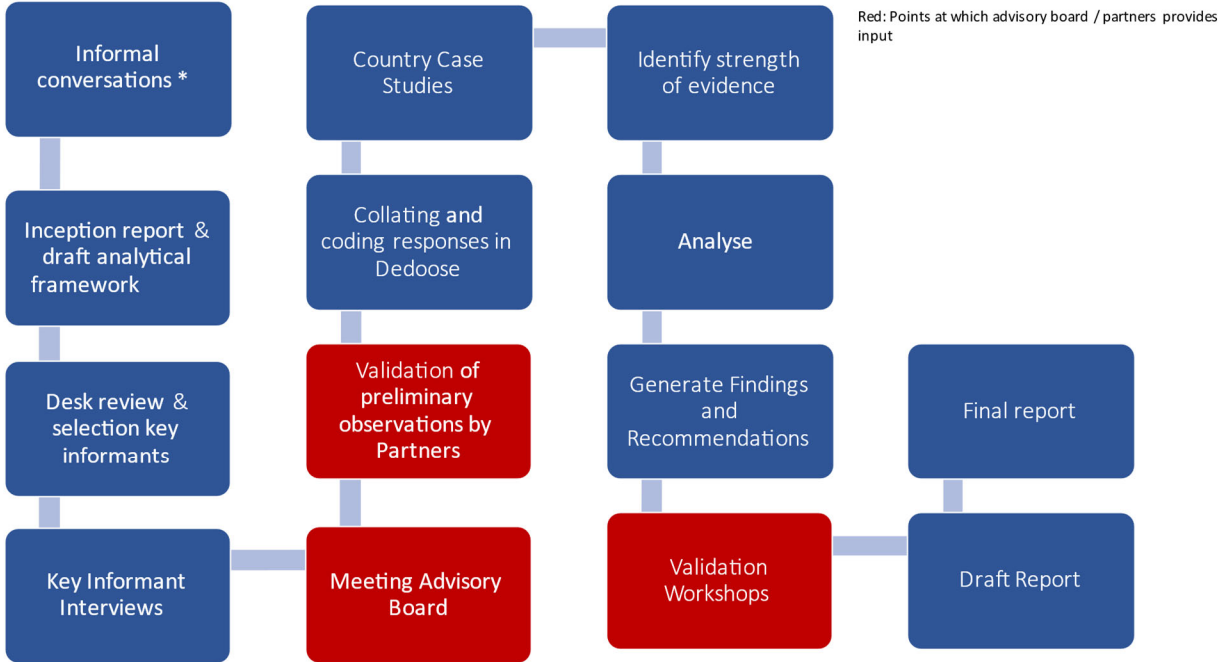 Informal
conversations *
Inception report &
draft analytical
framework
Desk review &
selection key
informants
Key Informant
Interviews
Meeting Advisory
Board
Validation of
preliminary
observations by
Partners
Collating and
coding responses in
Dedoose
Country Case
Studies
Identify strength
of evidence
Analyse
Generate Findings
and
Recommendations
Validation
Workshops
Draft Report
Final report
Red: Points at which advisory board / partners provides
input